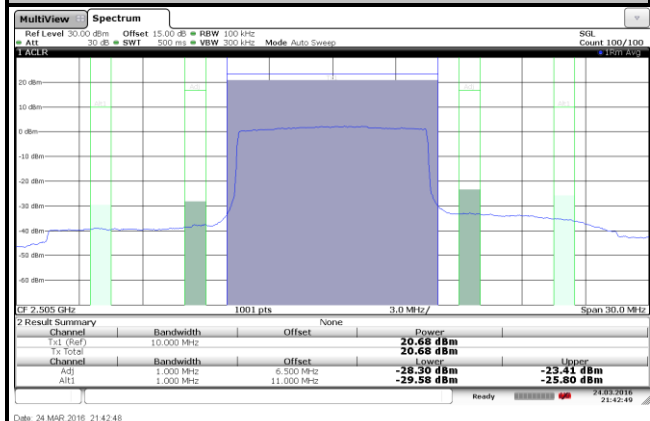 MultiView Spectrum
Ref Level 30.00 dBm Offset 15.00 dB RBW 100 kHz SGL
Att 30 dB SWT 500 ms VBW 300 kHz Mode Auto Sweep Count 100/100
1 ACLR 1Rm Avg
20 dBm
10 dBm
0 dBm
-10 dBm
-20 dBm
-30 dBm
-40 dBm
-50 dBm
-60 dBm
CF 2.505 GHz 1001 pts 3.0 MHz/ Span 30.0 MHz
2 Result Summary None
Channel Bandwidth Offset Power
Tx1 (Ref) 10.000 MHz 20.68 dBm
Tx Total 20.68 dBm
Channel Bandwidth Offset Lower Upper
Adj 1.000 MHz 6.500 MHz -28.30 dBm -23.41 dBm
Alt1 1.000 MHz 11.000 MHz -29.58 dBm -25.80 dBm
Ready 24.03.2016
21:42:49
Date: 24 MAR 2016 21:42:48